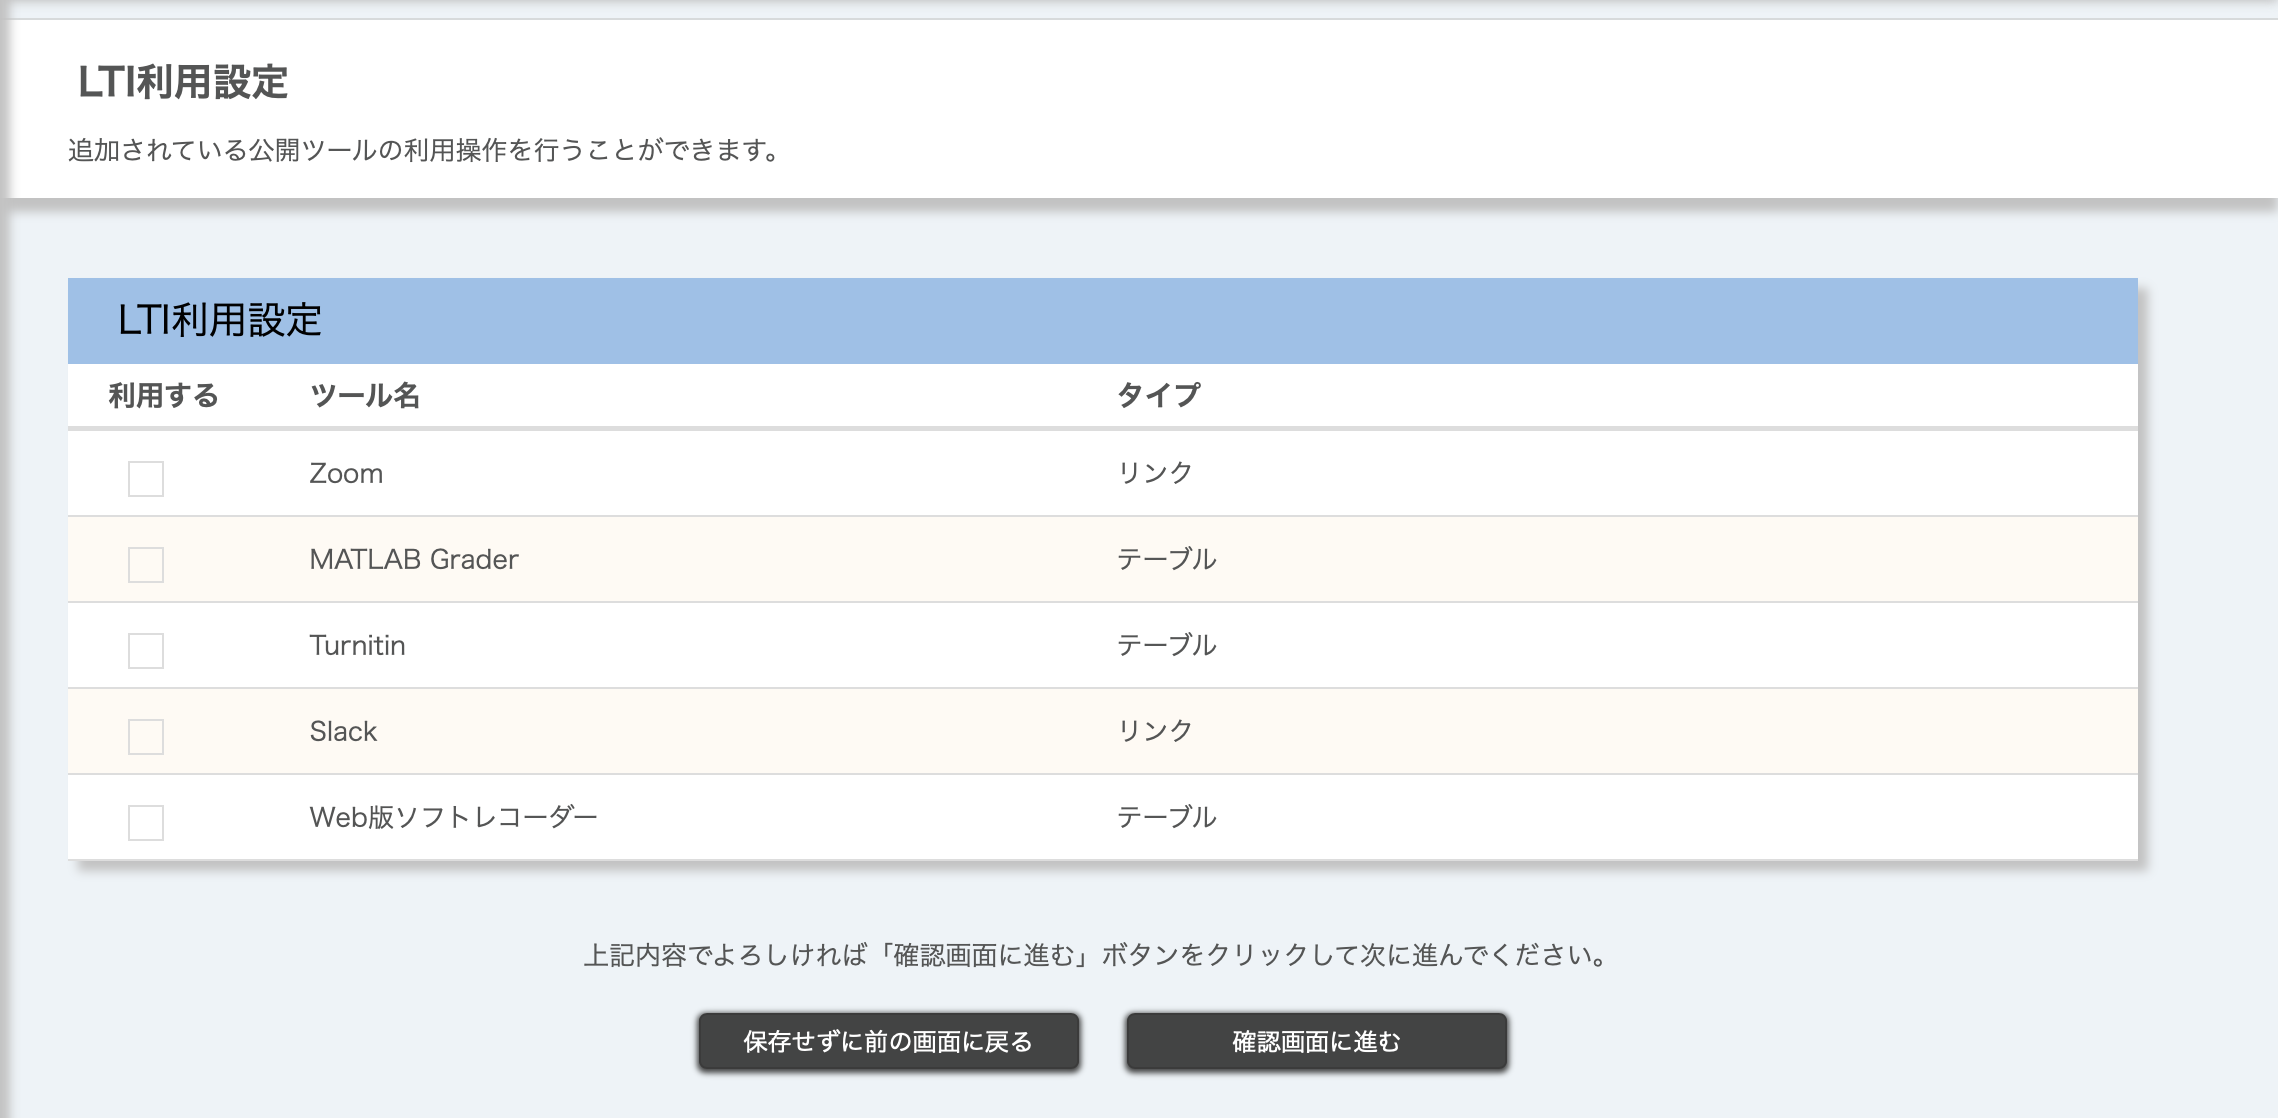 LTI利用設定
追加されている公開ツールの利用操作を行うことができます。
LTI利用設定
利用する ツール名 タイプ
Zoom リンク
MATLAB Grader テーブル
Turnitin テーブル
Slack リンク
Web版ソフトレコーダー テーブル
上記内容でよろしければ「確認画面に進む」ボタンをクリックして次に進んでください。
保存せずに前の画面に戻る 確認画面に進む